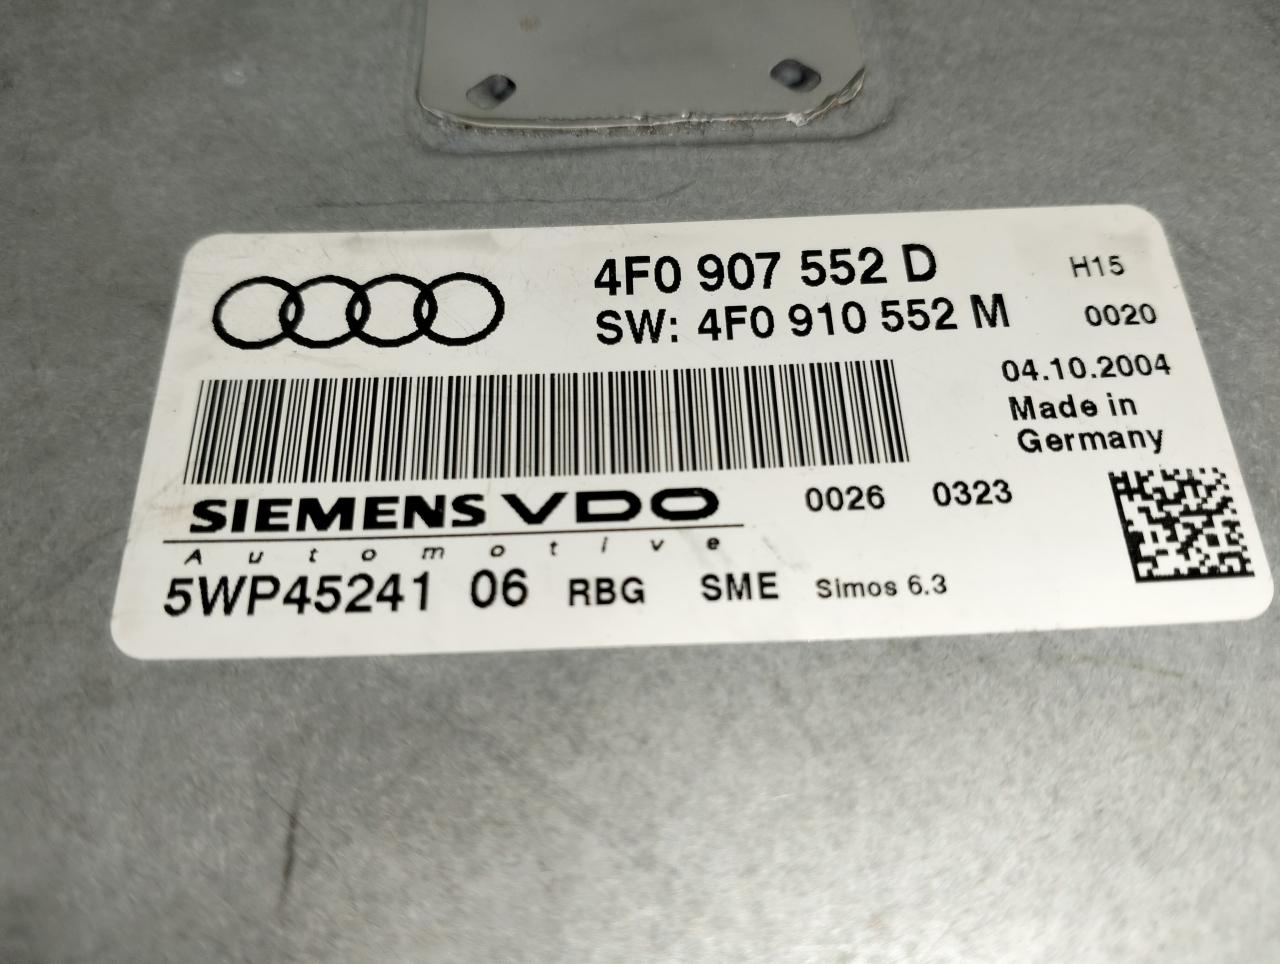 4F0 907 552 D
H15
SW: 4F0 910 552 M
0020
04.10.2004
Made in
Germany
SIEMENS VDO
0026 0323
Automotive
5WP45241 06 RBG SME Simos 6.3